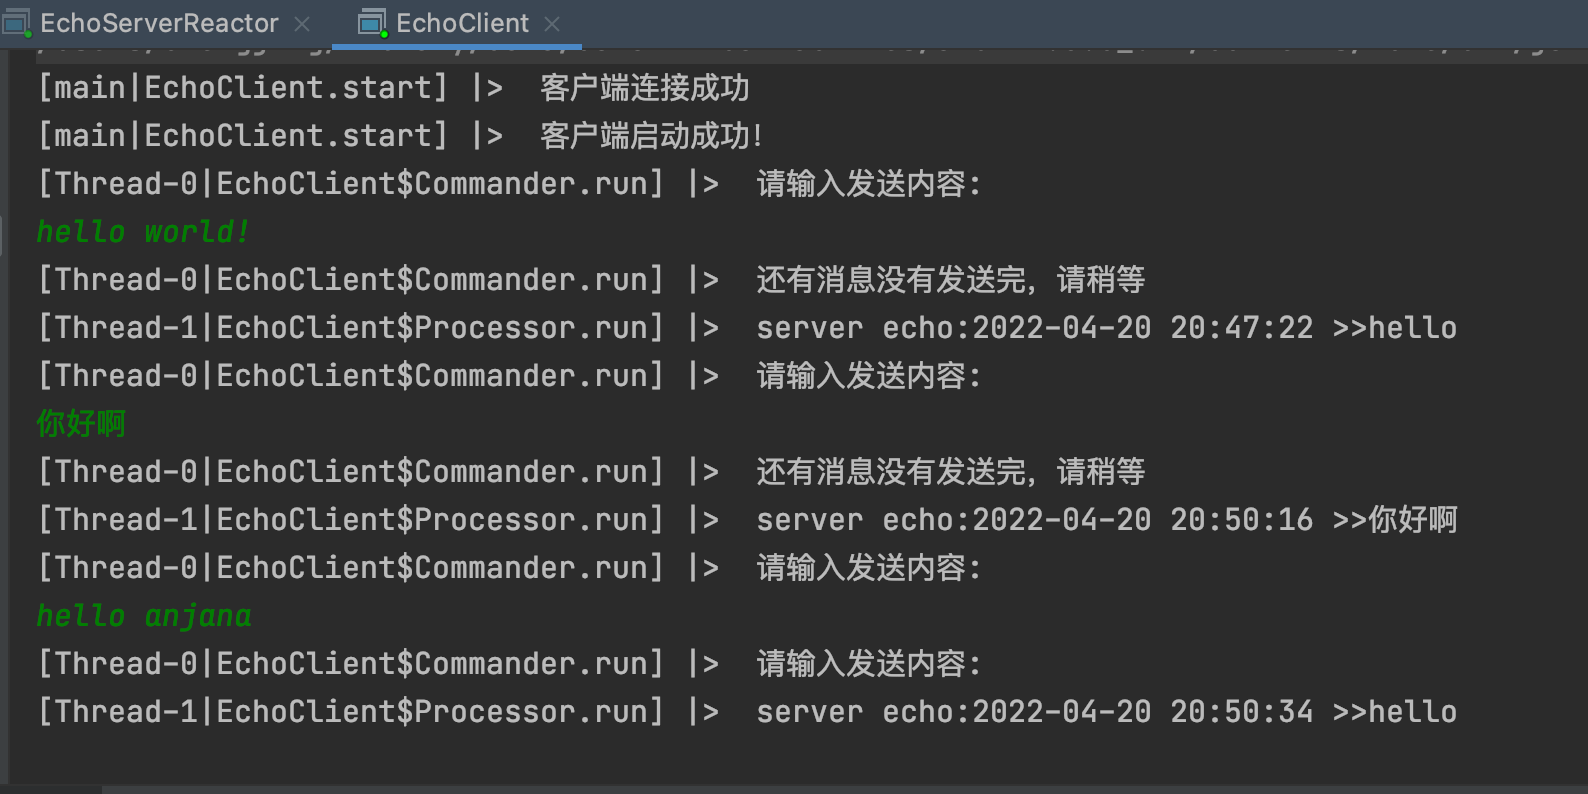 EchoServerReactor × EchoClient ×
[main|EchoClient.start] |>  客户端连接成功
[main|EchoClient.start] |>  客户端启动成功!
[Thread-0|EchoClient$Commander.run] |>  请输入发送内容:
hello world!
[Thread-0|EchoClient$Commander.run] |>  还有消息没有发送完，请稍等
[Thread-1|EchoClient$Processor.run] |>  server echo:2022-04-20 20:47:22 >>hello
[Thread-0|EchoClient$Commander.run] |>  请输入发送内容:
你好啊
[Thread-0|EchoClient$Commander.run] |>  还有消息没有发送完，请稍等
[Thread-1|EchoClient$Processor.run] |>  server echo:2022-04-20 20:50:16 >>你好啊
[Thread-0|EchoClient$Commander.run] |>  请输入发送内容:
hello anjana
[Thread-0|EchoClient$Commander.run] |>  请输入发送内容:
[Thread-1|EchoClient$Processor.run] |>  server echo:2022-04-20 20:50:34 >>hello